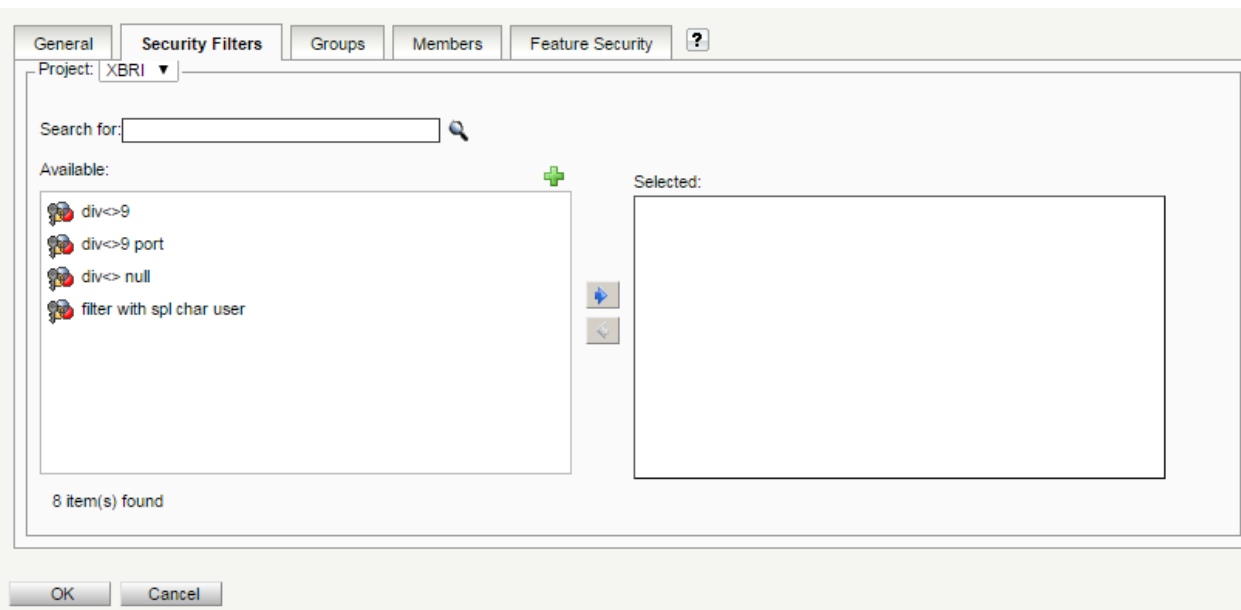 General Security Filters Groups Members Feature Security ?
Project: XBRI ▼
Search for:
Available:
Selected:
div<>9
div<>9 port
div<> null
filter with spl char user
8 item(s) found
OK Cancel